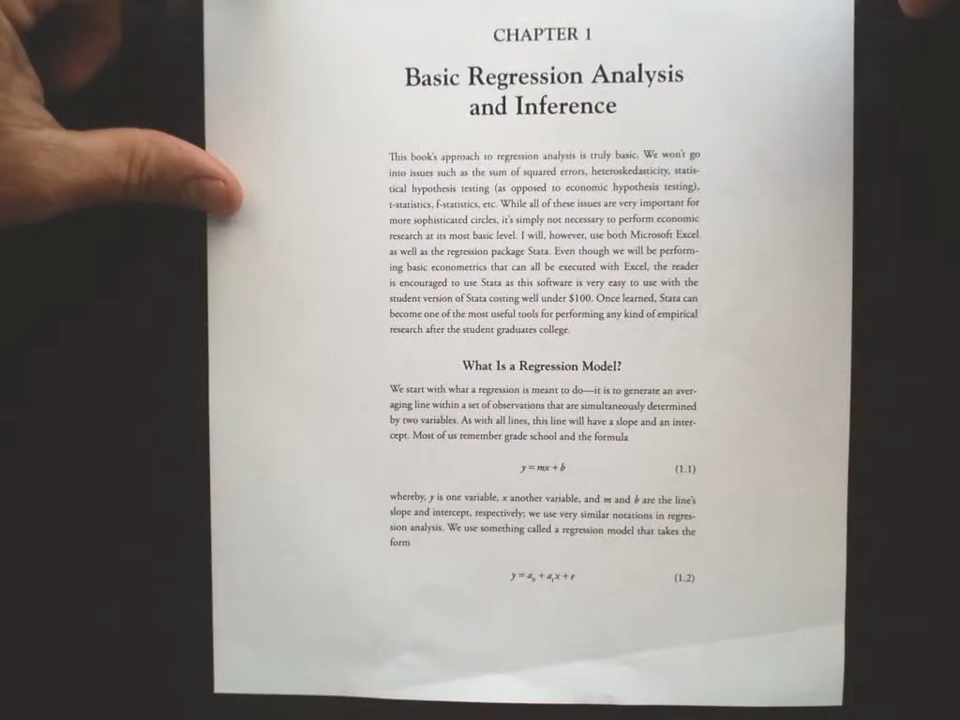 CHAPTER 1
Basic Regression Analysis
and Inference
This book's approach to regression analysis is truly basic. We won't go
into issues such as the sum of squared errors, heteroskedasticity, statis-
tical hypothesis testing (as opposed to economic hypothesis testing),
t-statistics, f-statistics, etc. While all of these issues are very important for
more sophisticated circles, it's simply not necessary to perform economic
research at its most basic level. I will, however, use both Microsoft Excel
as well as the regression package Stata. Even though we will be perform-
ing basic econometrics that can all be executed with Excel, the reader
is encouraged to use Stata as this software is very easy to use with the
student version of Stata costing well under $100. Once learned, Stata can
become one of the most useful tools for performing any kind of empirical
research after the student graduates college.
What Is a Regression Model?
We start with what a regression is meant to do—it is to generate an aver-
aging line within a set of observations that are simultaneously determined
by two variables. As with all lines, this line will have a slope and an inter-
cept. Most of us remember grade school and the formula
y = mx + b (1.1)
whereby, y is one variable, x another variable, and m and b are the line's
slope and intercept, respectively; we use very similar notations in regres-
sion analysis. We use something called a regression model that takes the
form
y = a₀ + a₁x + e (1.2)